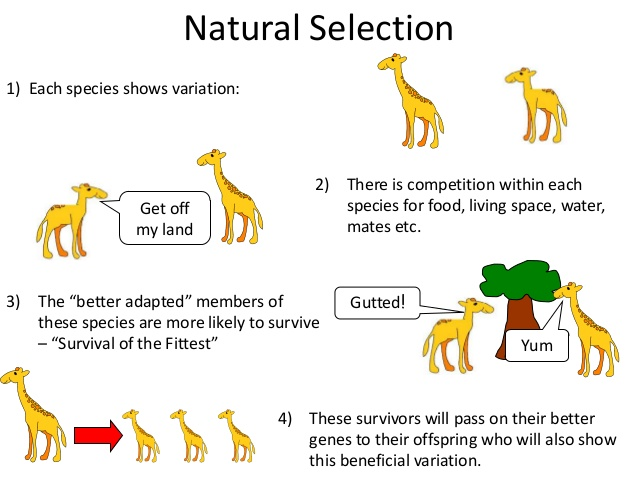 Natural Selection
1) Each species shows variation:
Get off
my land
2) There is competition within each
species for food, living space, water,
mates etc.
3) The “better adapted” members of
these species are more likely to survive
– “Survival of the Fittest”
Gutted!
Yum
4) These survivors will pass on their better
genes to their offspring who will also show
this beneficial variation.